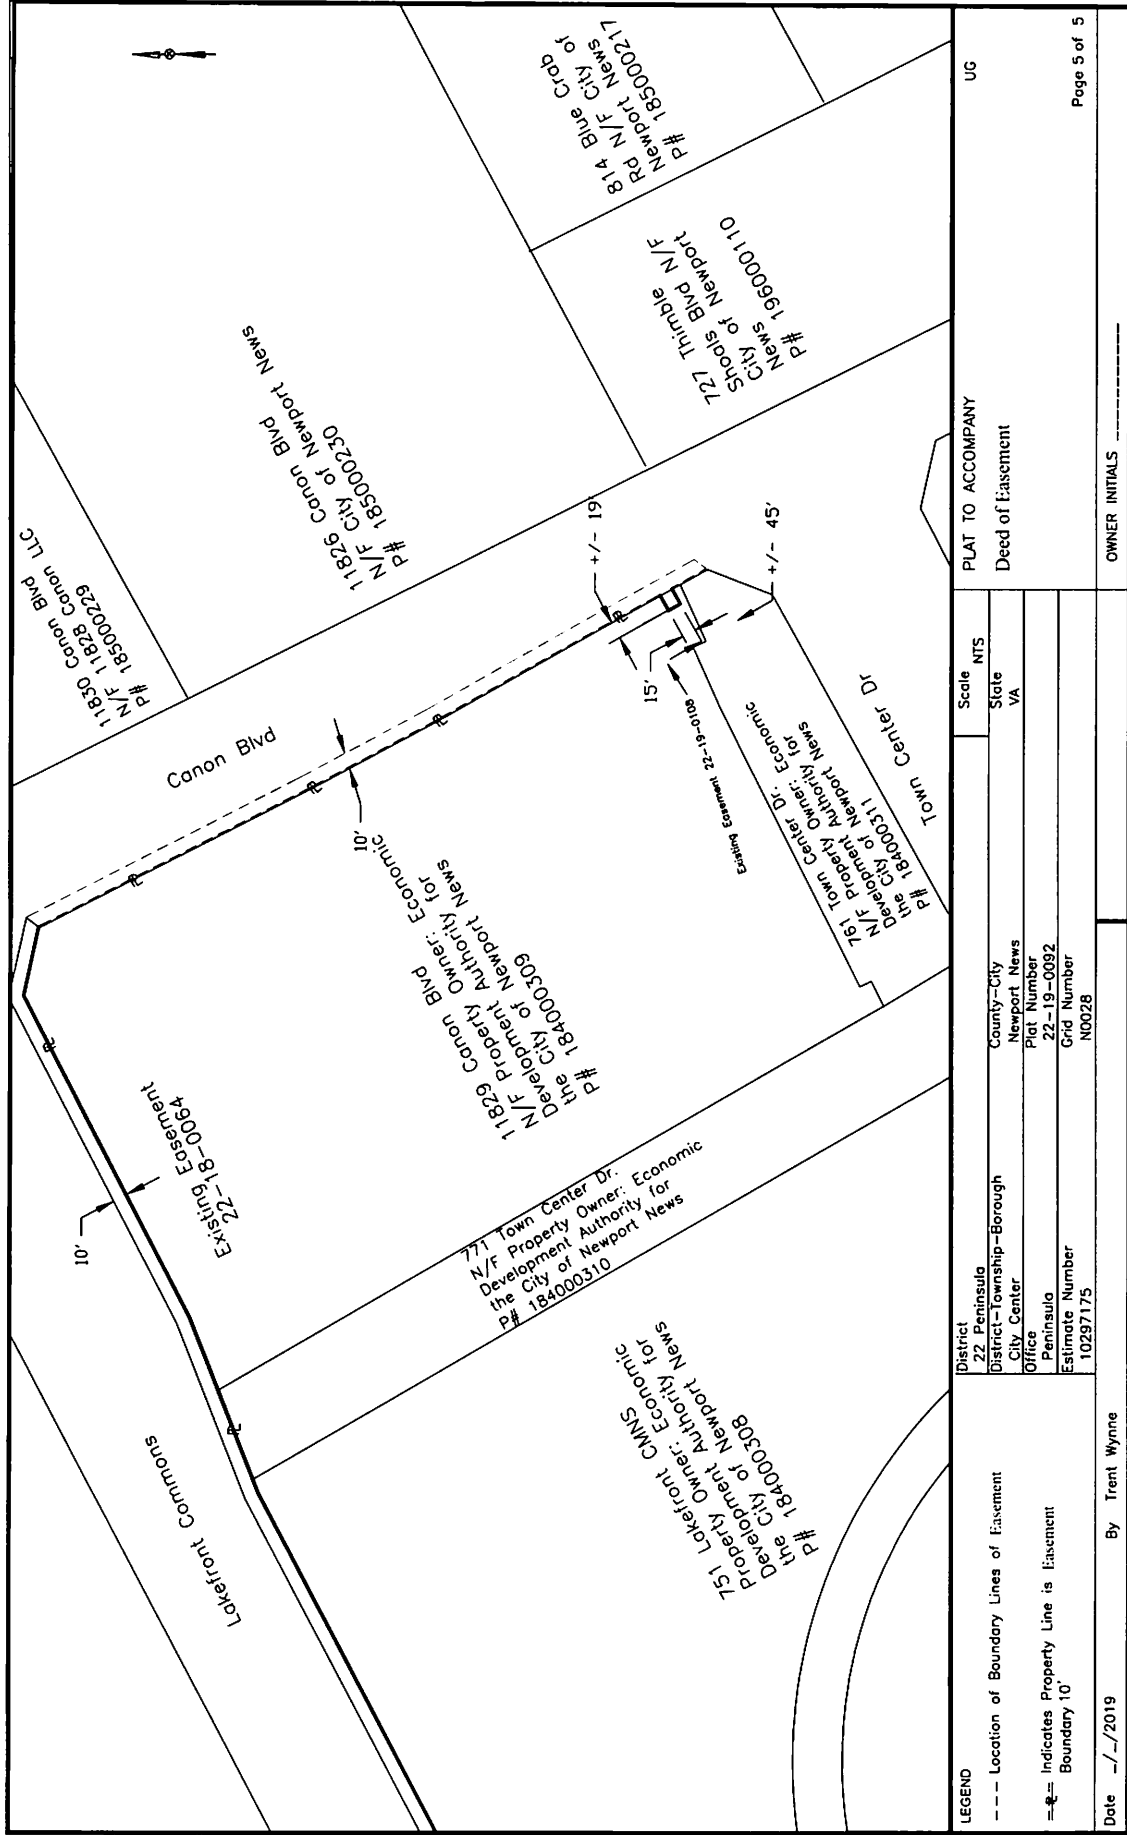 11830 Canon Blvd
N/F 11828 Canon LLC
P# 185000229
11826 Canon Blvd
N/F City of Newport News
P# 185000230
814 Blue Crab
Rd N/F City of
Newport News
P# 185000217
727 Thimble
Shoals Blvd N/F
City of Newport
News
P# 196000110
Canon Blvd
10'
+/- 19'
15'
+/- 45'
Existing Easement 22-19-0108
10'
Existing Easement
22-18-0064
11829 Canon Blvd
N/F Property Owner: Economic
Development Authority for
the City of Newport News
P# 184000309
761 Town Center Dr.
N/F Property Owner: Economic
Development Authority for
the City of Newport News
P# 184000311
Town Center Dr
771 Town Center Dr.
N/F Property Owner: Economic
Development Authority for
the City of Newport News
P# 184000310
Lakefront Commons
751 Lakefront CMNS
Property Owner: Economic
Development Authority for
the City of Newport News
P# 184000308
LEGEND
--- Location of Boundary Lines of Easement
Indicates Property Line is Easement
Boundary 10'
Date _/_/2019
By Trent Wynne
District
22 Peninsula
District-Township-Borough
City Center
County-City
Newport News
State
VA
Office
Peninsula
Plat Number
22-19-0092
Estimate Number
10297175
Grid Number
N0028
Scale NTS
PLAT TO ACCOMPANY
Deed of Easement
UG
Page 5 of 5
OWNER INITIALS __________